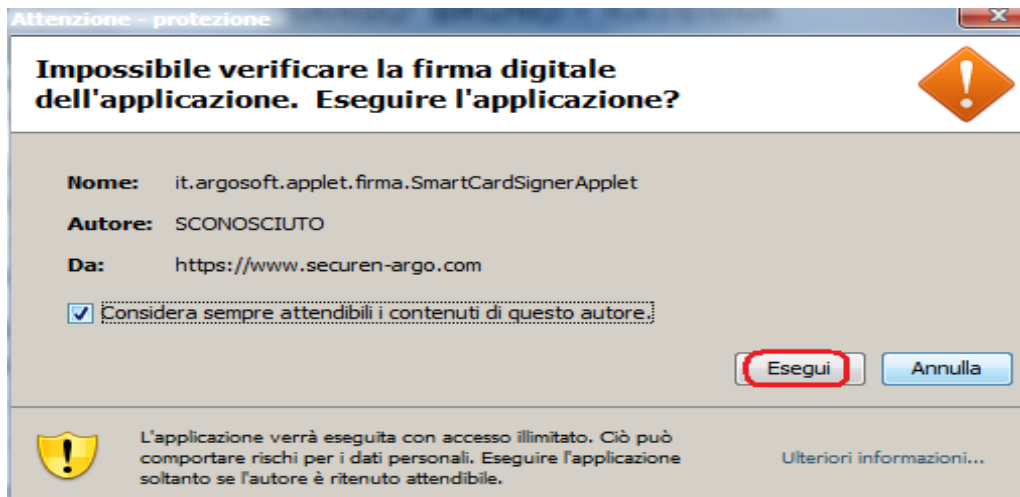 Attenzione - protezione
Impossibile verificare la firma digitale
dell'applicazione. Eseguire l'applicazione?
Nome: it.argosoft.applet.firma.SmartCardSignerApplet
Autore: SCONOSCIUTO
Da: https://www.securen-argo.com
Considera sempre attendibili i contenuti di questo autore.
Esegui Annulla
L'applicazione verrà eseguita con accesso illimitato. Ciò può
comportare rischi per i dati personali. Eseguire l'applicazione
soltanto se l'autore è ritenuto attendibile.
Ulteriori informazioni...